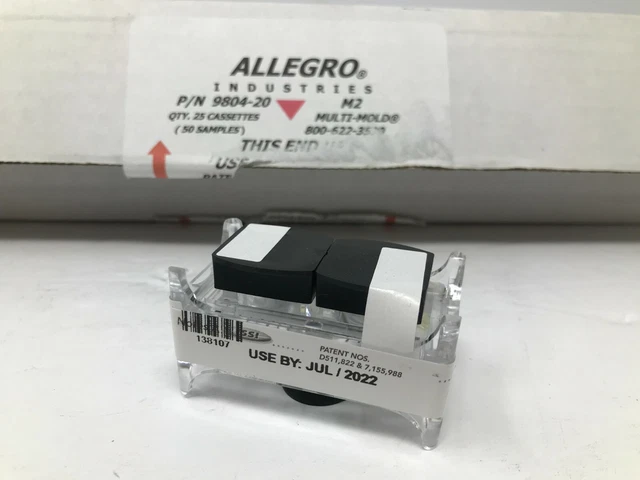 ALLEGRO®
INDUSTRIES
P/N 9804-20 M2
QTY. 25 CASSETTES MULTI-MOLD®
( 50 SAMPLES)
THIS END
138107
USE BY: JUL / 2022
PATENT NOS.
D511,822 & 7,155,988